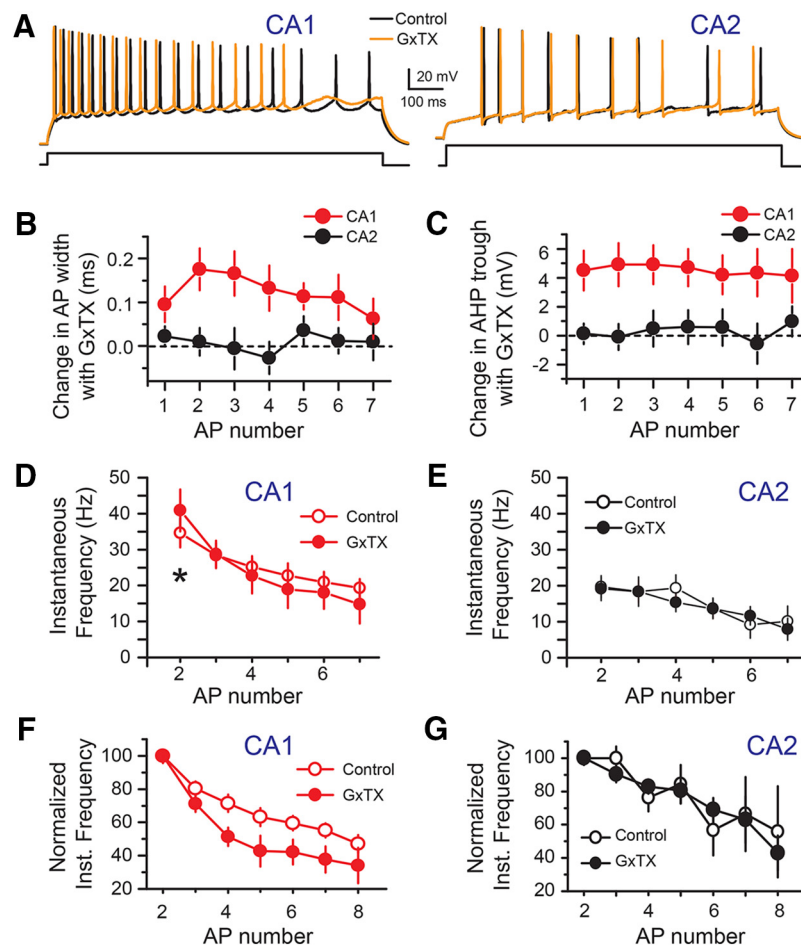 A
CA1
Control
GxTX
20 mV
100 ms
CA2
B
CA1
CA2
Change in AP width
with GxTX (ms)
0.2
0.1
0.0
1 2 3 4 5 6 7
AP number
C
CA1
CA2
Change in AHP trough
with GxTX (mV)
6
4
2
0
-2
1 2 3 4 5 6 7
AP number
D
CA1
Control
GxTX
Instantaneous
Frequency (Hz)
50
40
30
20
10
0
*
2 4 6
AP number
E
CA2
Control
GxTX
Instantaneous
Frequency (Hz)
50
40
30
20
10
0
2 4 6 8
AP number
F
CA1
Control
GxTX
Normalized
Inst. Frequency
100
80
60
40
20
2 4 6 8
AP number
G
CA2
Control
GxTX
Normalized
Inst. Frequency
100
80
60
40
20
2 4 6 8
AP number